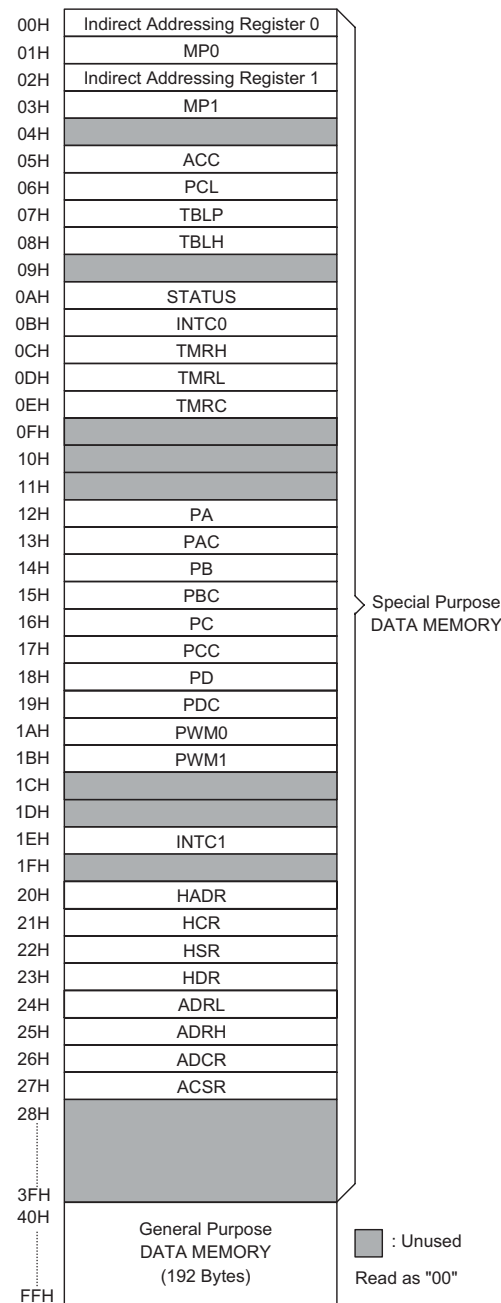 00H Indirect Addressing Register 0
01H MP0
02H Indirect Addressing Register 1
03H MP1
04H
05H ACC
06H PCL
07H TBLP
08H TBLH
09H
0AH STATUS
0BH INTC0
0CH TMRH
0DH TMRL
0EH TMRC
0FH
10H
11H
12H PA
13H PAC
14H PB
15H PBC
16H PC
17H PCC
18H PD
19H PDC
1AH PWM0
1BH PWM1
1CH
1DH
1EH INTC1
1FH
20H HADR
21H HCR
22H HSR
23H HDR
24H ADRL
25H ADRH
26H ADCR
27H ACSR
28H
3FH
Special Purpose
DATA MEMORY
40H
General Purpose
DATA MEMORY
(192 Bytes)
FFH
: Unused
Read as "00"